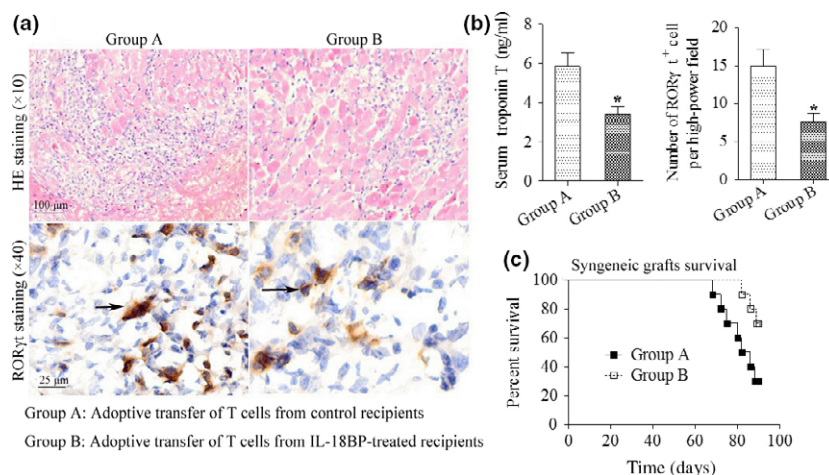 (a)
Group A
Group B
HE staining (×10)
100 μm
RORγt staining (×40)
25 μm
Group A: Adoptive transfer of T cells from control recipients
Group B: Adoptive transfer of T cells from IL-18BP-treated recipients
(b)
Serum troponin T (ng/ml)
8
6
4
2
0
*
Group A
Group B
Number of RORγ t⁺ cell
per high-power field
20
15
10
5
0
*
Group A
Group B
(c)
Syngeneic grafts survival
Percent survival
100
80
60
40
20
0
Group A
Group B
0
20
40
60
80
100
Time (days)